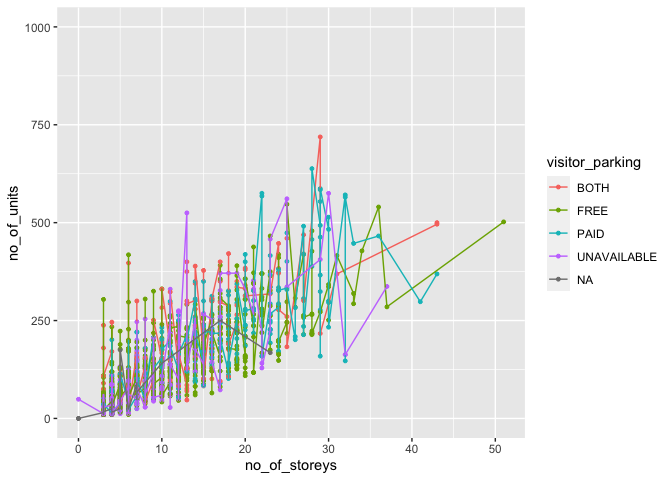 1000
750
500
250
0
no_of_units
0
10
20
30
40
50
no_of_storeys
visitor_parking
BOTH
FREE
PAID
UNAVAILABLE
NA